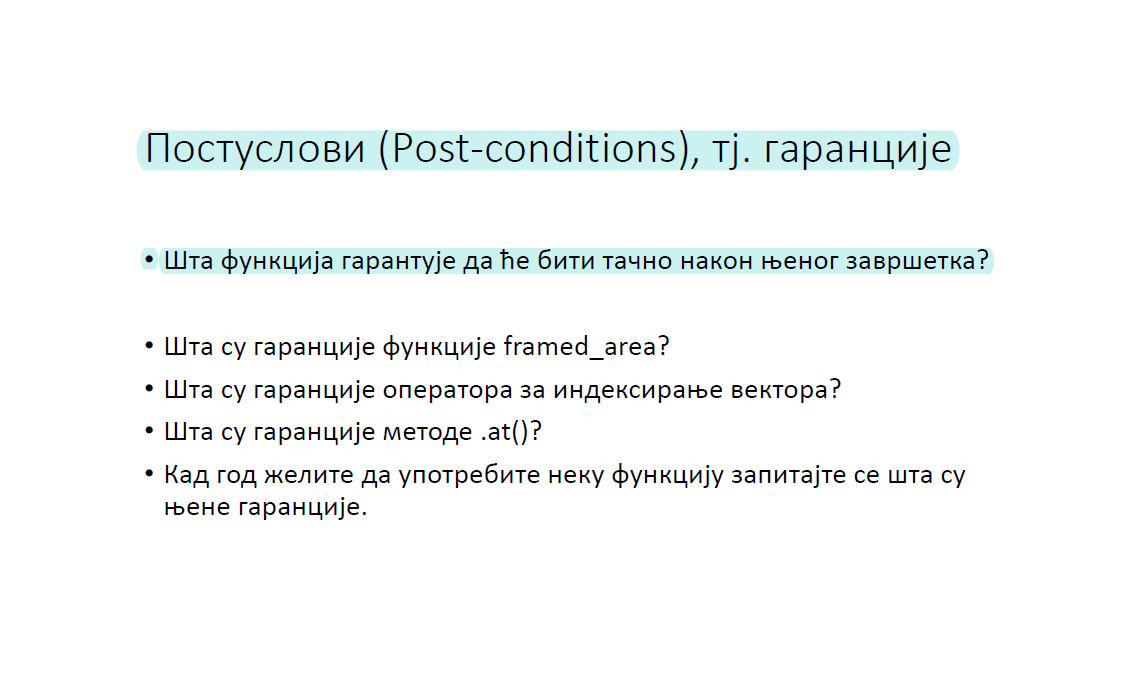 Постуслови (Post-conditions), тј. гаранције
• Шта функција гарантује да ће бити тачно након њеног завршетка?
• Шта су гаранције функције framed_area?
• Шта су гаранције оператора за индексирање вектора?
• Шта су гаранције методе .at()?
• Кад год желите да употребите неку функцију запитајте се шта су
њене гаранције.